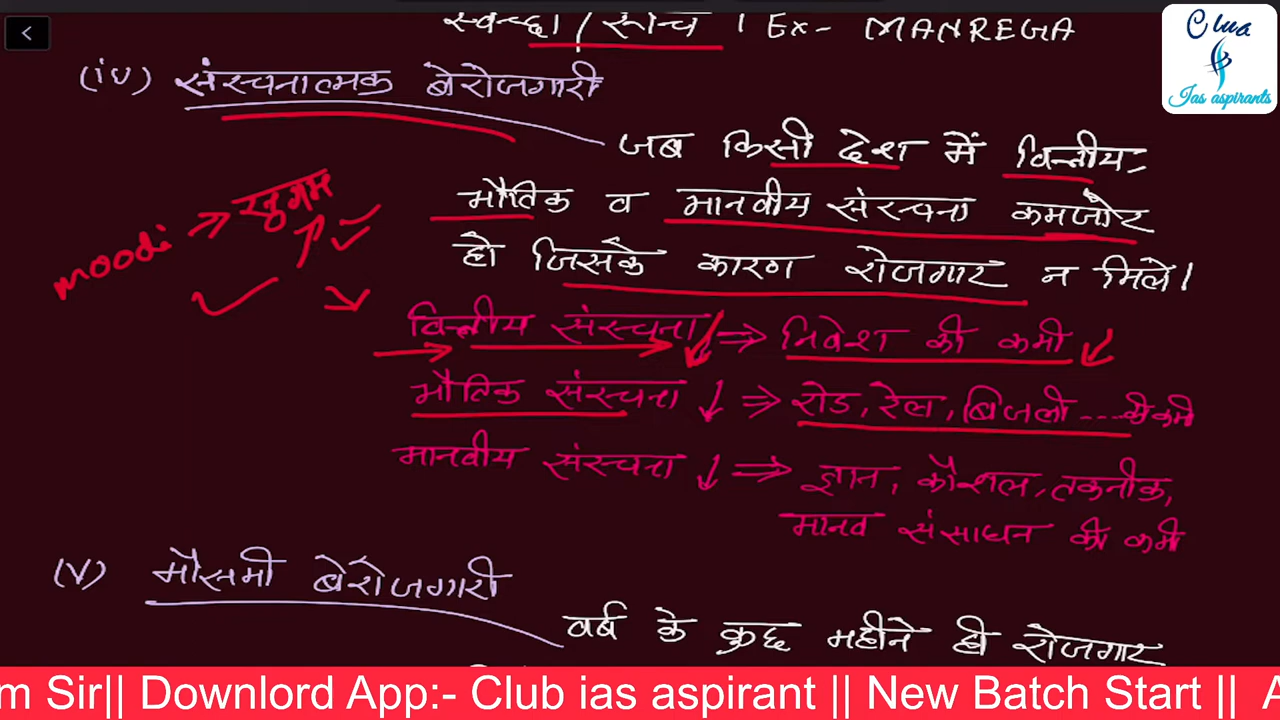 स्वेच्छा / रूचि । Ex- MANREGA
Club
Ias aspirants
(iv) संरचनात्मक बेरोजगारी
जब किसी देश में वित्तीय,
भौतिक व मानवीय संरचना कमजोर
हो जिसके कारण रोजगार न मिले।
moodi → रघुराम
वित्तीय संरचना ↓ ⇒ निवेश की कमी ↓
भौतिक संरचना ↓ ⇒ रोड, रेल, बिजली .... की कमी
मानवीय संरचना ↓ ⇒ ज्ञान, कौशल, तकनीक,
मानव संसाधन की कमी
(v) मौसमी बेरोजगारी
वर्ष के कुछ महीने ही रोजगार
m Sir|| Downlord App:- Club ias aspirant || New Batch Start || A